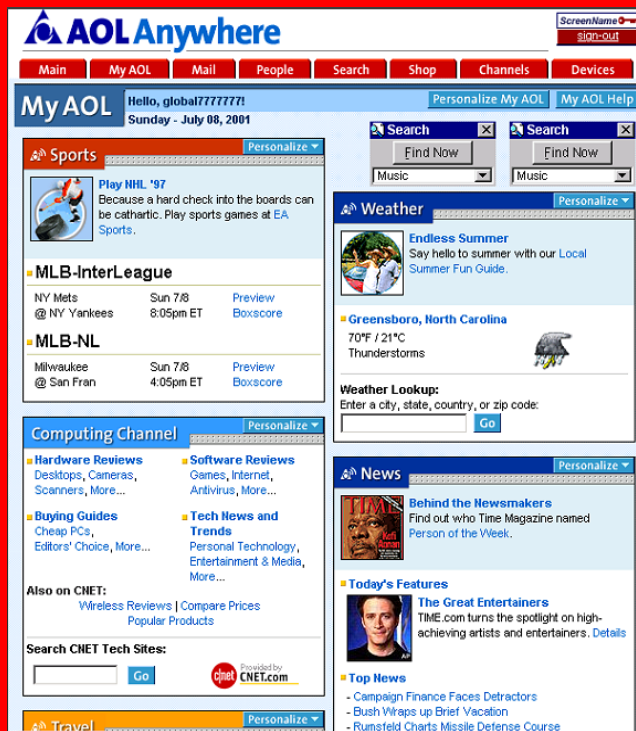 AOL Anywhere
ScreenName
sign-out
Main My AOL Mail People Search Shop Channels Devices
My AOL
Hello, global7777777!
Sunday - July 08, 2001
Personalize My AOL My AOL Help
Search
Find Now
Music
Search
Find Now
Music
Sports
Personalize
Play NHL '97
Because a hard check into the boards can
be cathartic. Play sports games at EA
Sports.
MLB-InterLeague
NY Mets Sun 7/8 Preview
@ NY Yankees 8:05pm ET Boxscore
MLB-NL
Milwaukee Sun 7/8 Preview
@ San Fran 4:05pm ET Boxscore
Computing Channel
Personalize
Hardware Reviews
Desktops, Cameras,
Scanners, More...
Software Reviews
Games, Internet,
Antivirus, More...
Buying Guides
Cheap PCs,
Editors' Choice, More...
Tech News and
Trends
Personal Technology,
Entertainment & Media,
More...
Also on CNET:
Wireless Reviews | Compare Prices
Popular Products
Search CNET Tech Sites:
Go
c|net
Provided by
CNET.com
Travel
Personalize
Weather
Personalize
Endless Summer
Say hello to summer with our Local
Summer Fun Guide.
Greensboro, North Carolina
70°F / 21°C
Thunderstorms
Weather Lookup:
Enter a city, state, country, or zip code:
Go
News
Personalize
TIME
Kofi
Annan
Behind the Newsmakers
Find out who Time Magazine named
Person of the Week.
Today's Features
The Great Entertainers
TIME.com turns the spotlight on high-
achieving artists and entertainers. Details
AP
Top News
- Campaign Finance Faces Detractors
- Bush Wraps up Brief Vacation
- Rumsfeld Charts Missile Defense Course